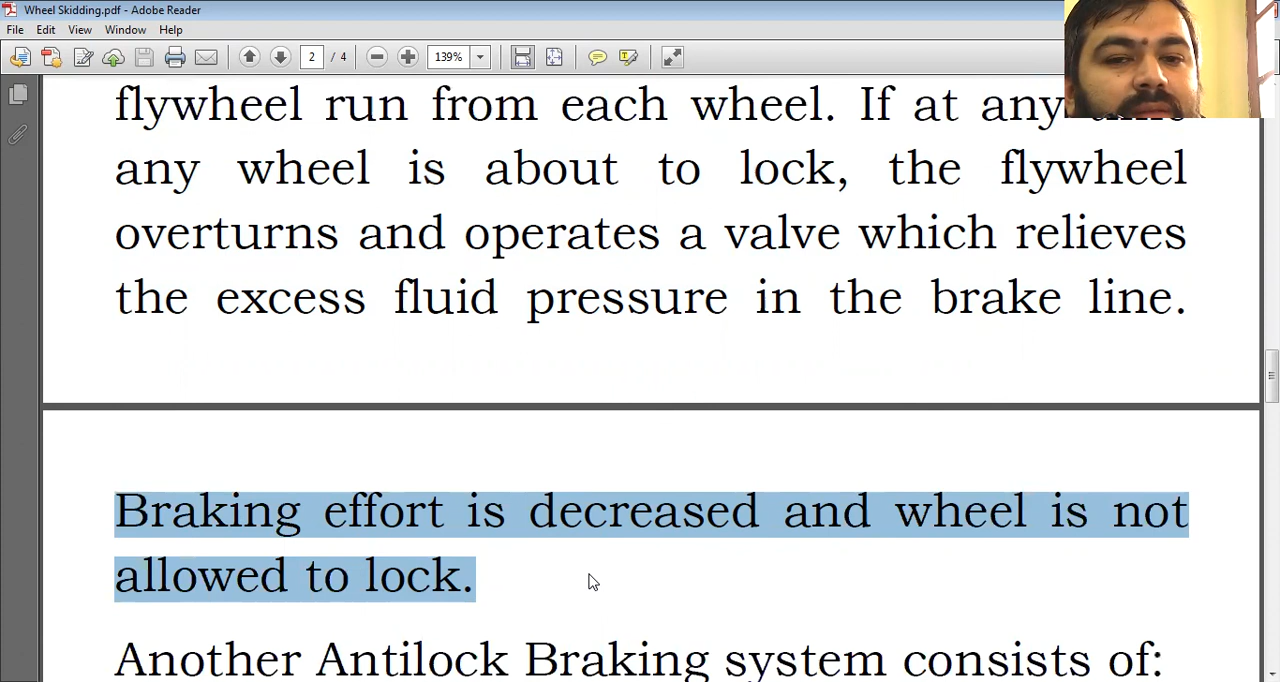 Wheel Skidding.pdf - Adobe Reader
File Edit View Window Help
2 / 4 139%
flywheel run from each wheel. If at any
any wheel is about to lock, the flywheel
overturns and operates a valve which relieves
the excess fluid pressure in the brake line.
Braking effort is decreased and wheel is not
allowed to lock.
Another Antilock Braking system consists of: